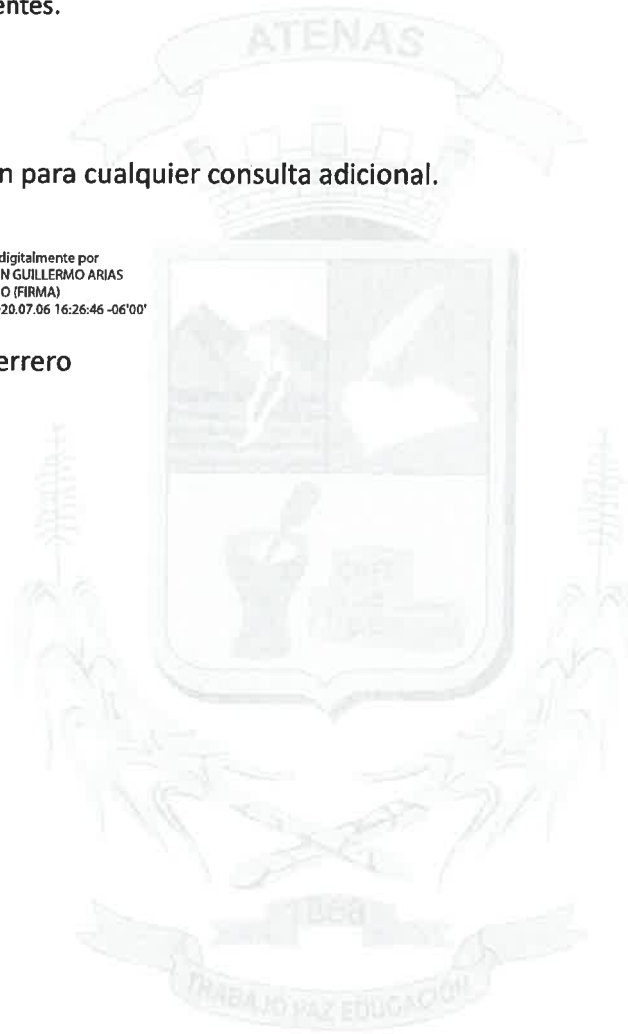 entes.
ATENAS
n para cualquier consulta adicional.
digitalmente por
N GUILLERMO ARIAS
O (FIRMA)
20.07.06 16:26:46 -06'00'
errero
CAFÉ
TRABAJO PAZ EDUCACION